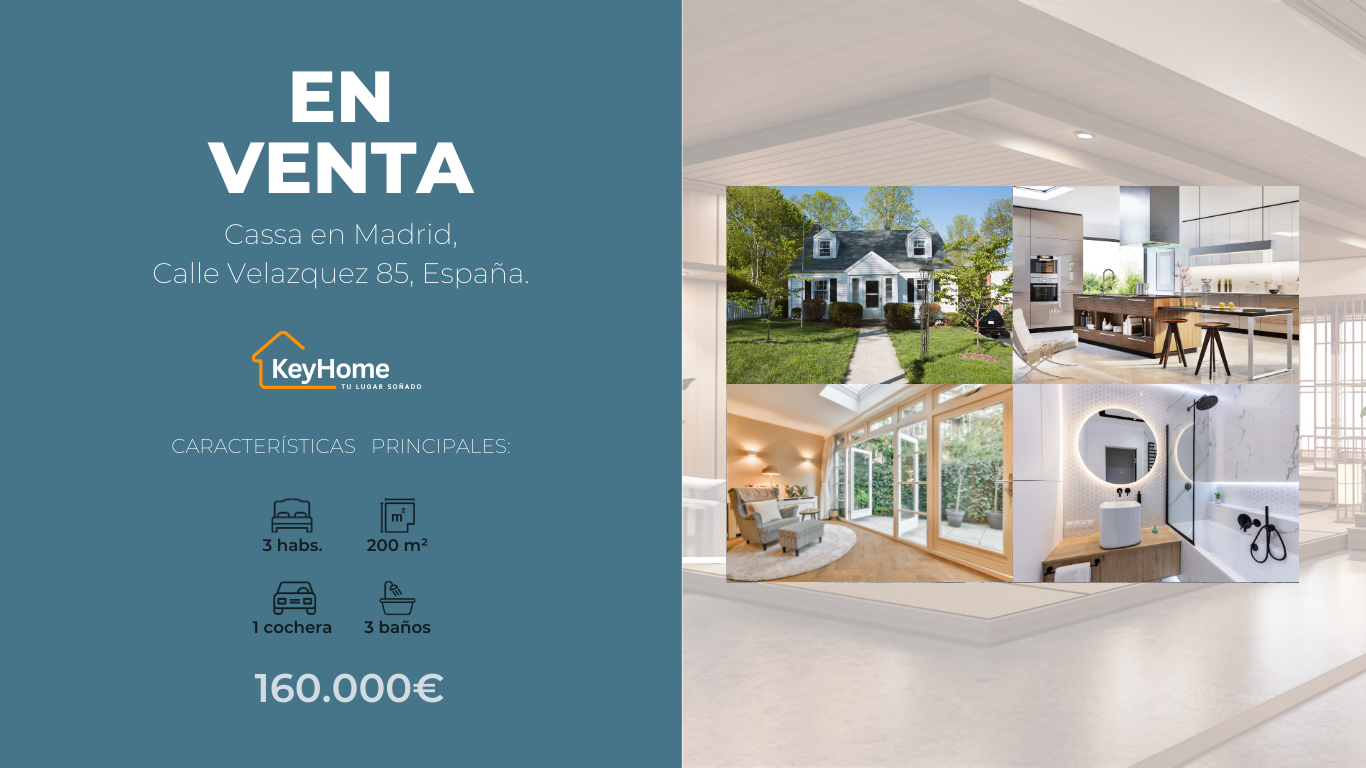 EN
VENTA
Cassa en Madrid,
Calle Velazquez 85, España.
KeyHome
TU LUGAR SOÑADO
CARACTERÍSTICAS PRINCIPALES:
m²
3 habs.
200 m²
1 cochera
3 baños
160.000€